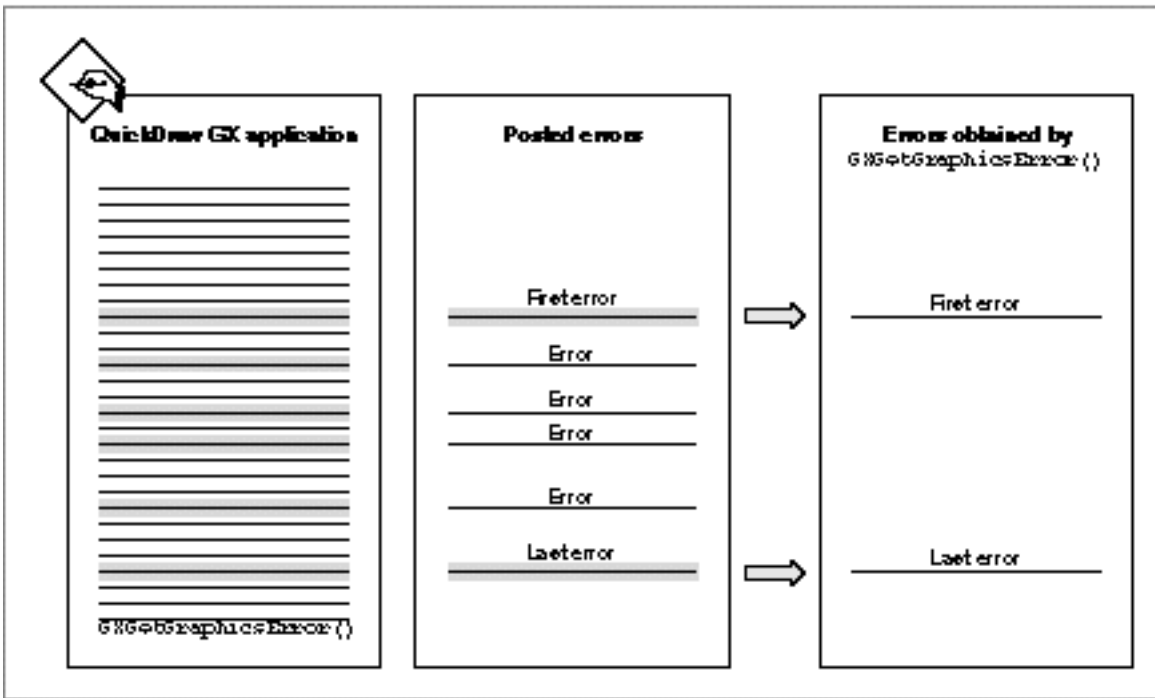 QuickDraw GX application
GXGetGraphicsError()
Posted errors
First error
Error
Error
Error
Error
Last error
Errors obtained by
GXGetGraphicsError()
First error
Last error